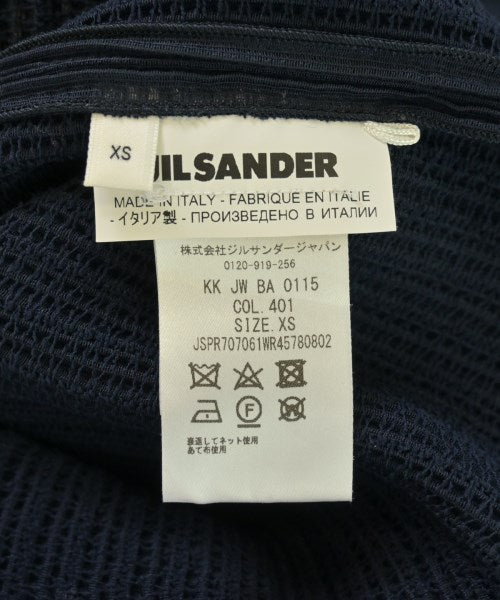 XS
JIL SANDER
MADE IN ITALY - FABRIQUE EN ITALIE
- イタリア製 - ПРОИЗВЕДЕНО В ИТАЛИИ
株式会社ジルサンダージャパン
0120-919-256
KK JW BA 0115
COL.401
SIZE.XS
JSPR707061WR45780802
F W
裏返してネット使用
あて布使用